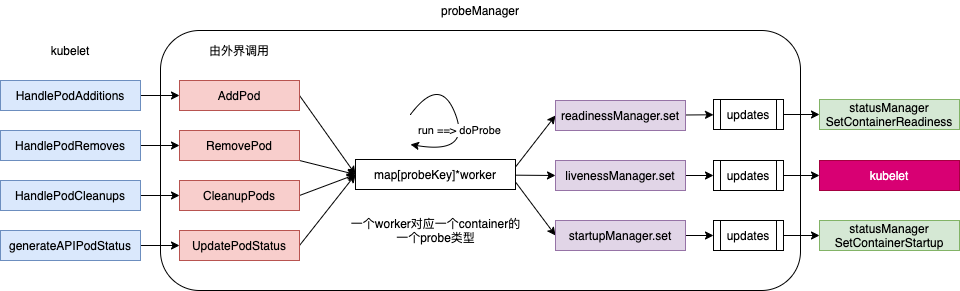 probeManager
kubelet
由外界调用
HandlePodAdditions
AddPod
HandlePodRemoves
RemovePod
HandlePodCleanups
CleanupPods
generateAPIPodStatus
UpdatePodStatus
run ==> doProbe
map[probeKey]*worker
一个worker对应一个container的
一个probe类型
readinessManager.set
updates
statusManager
SetContainerReadiness
livenessManager.set
updates
kubelet
startupManager.set
updates
statusManager
SetContainerStartup